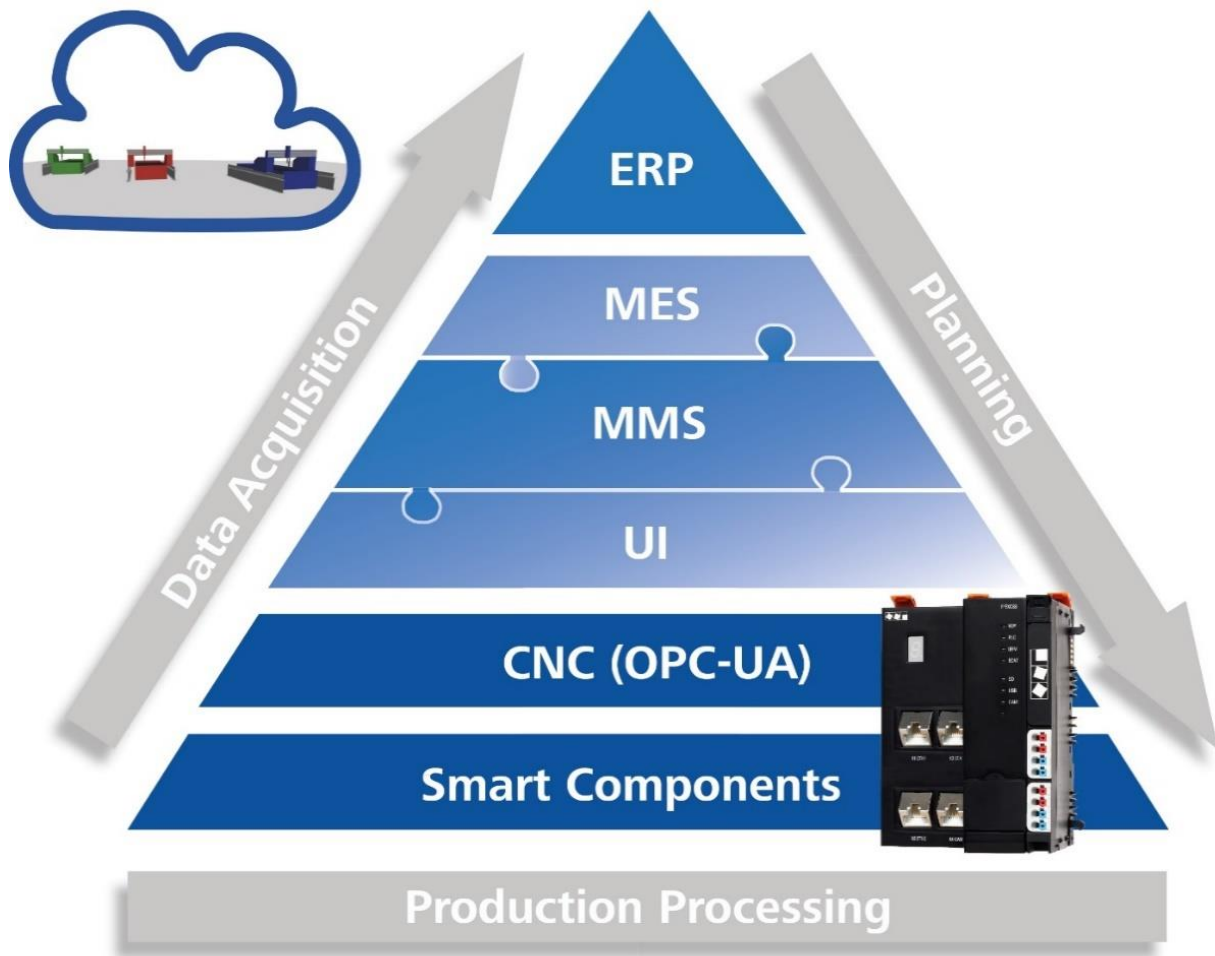 ERP
MES
MMS
UI
CNC (OPC-UA)
Smart Components
Data Acquisition
Planning
Production Processing